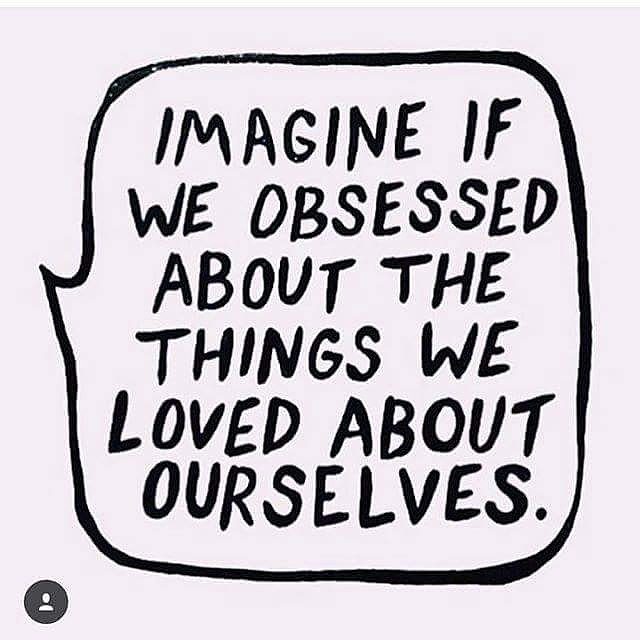 IMAGINE IF
WE OBSESSED
ABOUT THE
THINGS WE
LOVED ABOUT
OURSELVES.